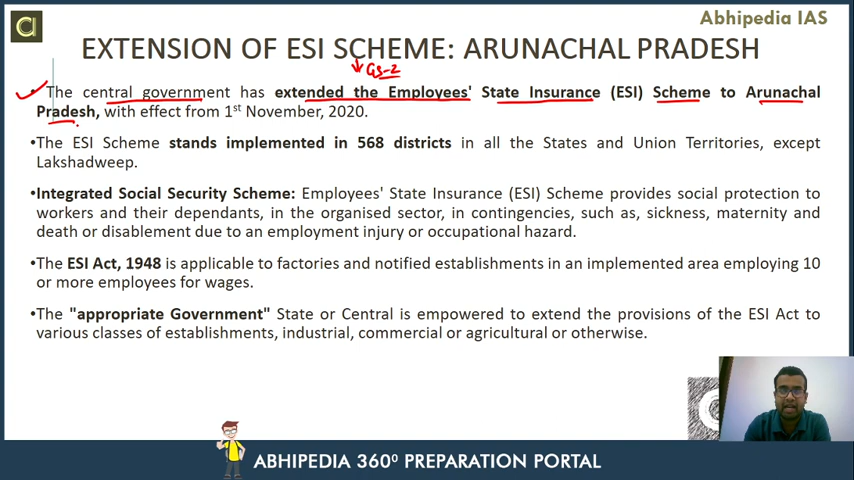 Abhipedia IAS
a
EXTENSION OF ESI SCHEME: ARUNACHAL PRADESH
GS-2
• The central government has extended the Employees' State Insurance (ESI) Scheme to Arunachal
Pradesh, with effect from 1st November, 2020.
•The ESI Scheme stands implemented in 568 districts in all the States and Union Territories, except
Lakshadweep.
•Integrated Social Security Scheme: Employees' State Insurance (ESI) Scheme provides social protection to
workers and their dependants, in the organised sector, in contingencies, such as, sickness, maternity and
death or disablement due to an employment injury or occupational hazard.
•The ESI Act, 1948 is applicable to factories and notified establishments in an implemented area employing 10
or more employees for wages.
•The "appropriate Government" State or Central is empowered to extend the provisions of the ESI Act to
various classes of establishments, industrial, commercial or agricultural or otherwise.
ABHIPEDIA 360⁰ PREPARATION PORTAL